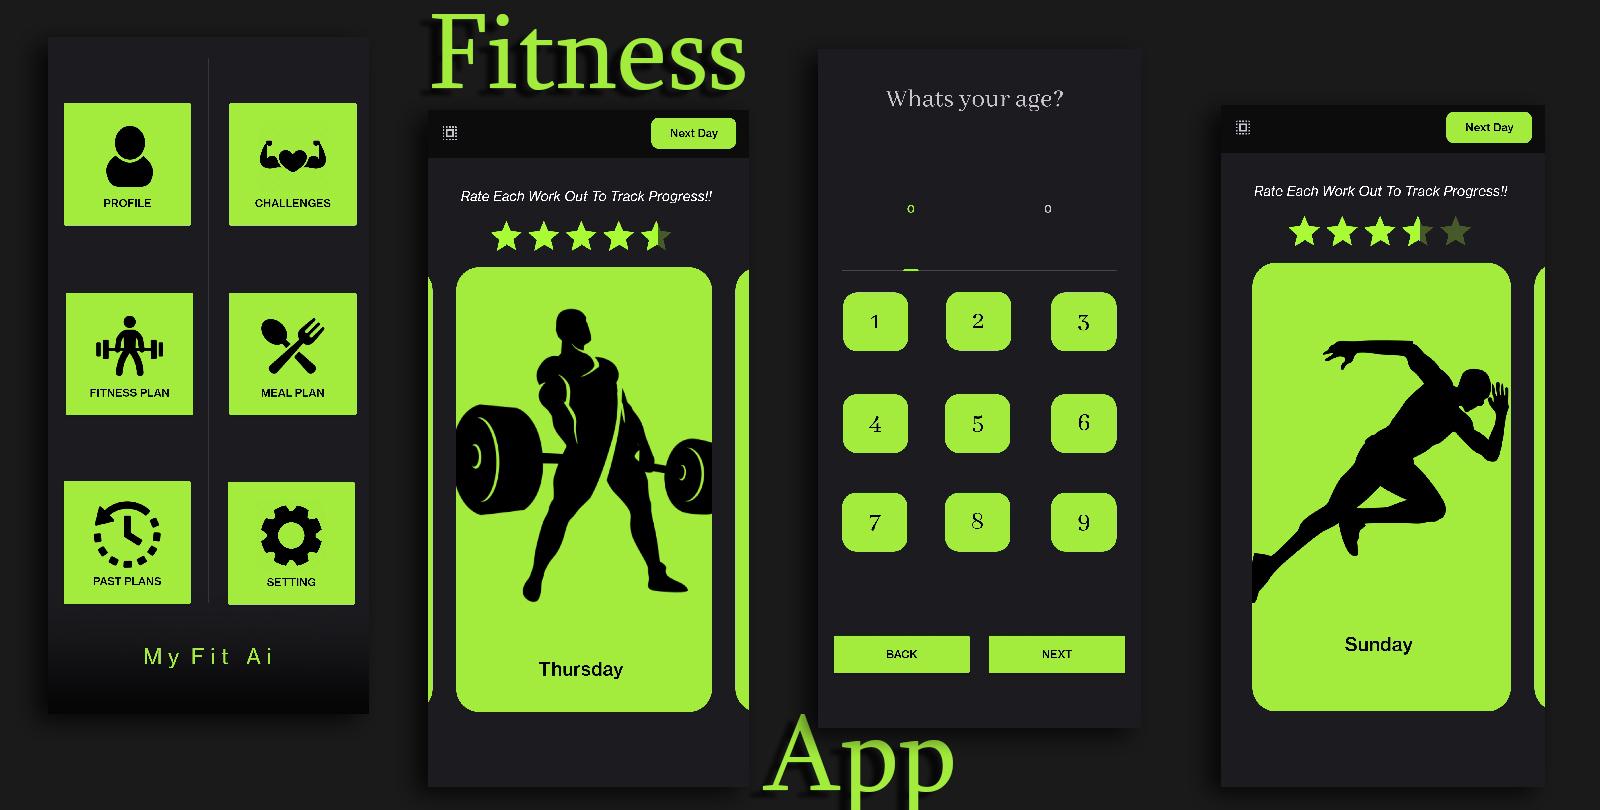 Fitness
PROFILE
CHALLENGES
FITNESS PLAN
MEAL PLAN
PAST PLANS
SETTING
My Fit Ai
Next Day
Rate Each Work Out To Track Progress!!
Thursday
Whats your age?
0 0
1 2 3
4 5 6
7 8 9
BACK NEXT
Next Day
Rate Each Work Out To Track Progress!!
Sunday
App